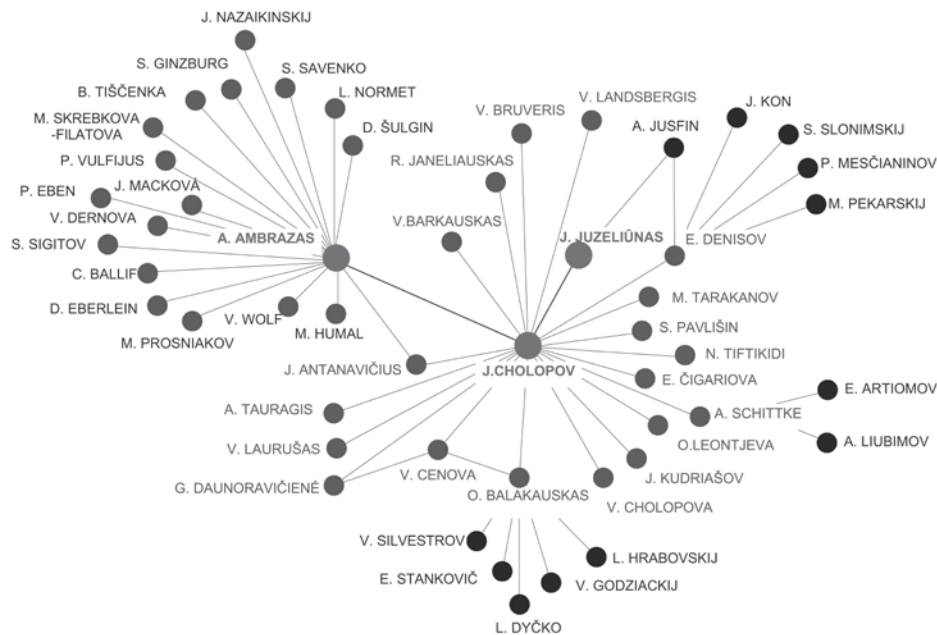 J. NAZAIKINSKIJ
S. GINZBURG
S. SAVENKO
B. TIŠČENKA
L. NORMET
M. SKREBKOVA
-FILATOVA
D. ŠULGIN
P. VULFIJUS
P. EBEN
J. MACKOVÁ
V. DERNOVA
A. AMBRAZAS
S. SIGITOV
C. BALLIF
D. EBERLEIN
V. WOLF
M. HUMAL
M. PROSNIAKOV
V. BRUVERIS
V. LANDSBERGIS
J. KON
A. JUSFIN
S. SLONIMSKIJ
R. JANELIAUSKAS
P. MESČIANINOV
M. PEKARSKIJ
V.BARKAUSKAS
J. JUZELIŪNAS
E. DENISOV
M. TARAKANOV
S. PAVLIŠIN
N. TIFTIKIDI
J. ANTANAVIČIUS
J.CHOLOPOV
E. ČIGARIOVA
E. ARTIOMOV
A. TAURAGIS
A. SCHITTKE
A. LIUBIMOV
O.LEONTJEVA
V. LAURUŠAS
V. CENOVA
J. KUDRIAŠOV
G. DAUNORAVIČIENĖ
O. BALAKAUSKAS
V. CHOLOPOVA
V. SILVESTROV
L. HRABOVSKIJ
E. STANKOVIČ
V. GODZIACKIJ
L. DYČKO